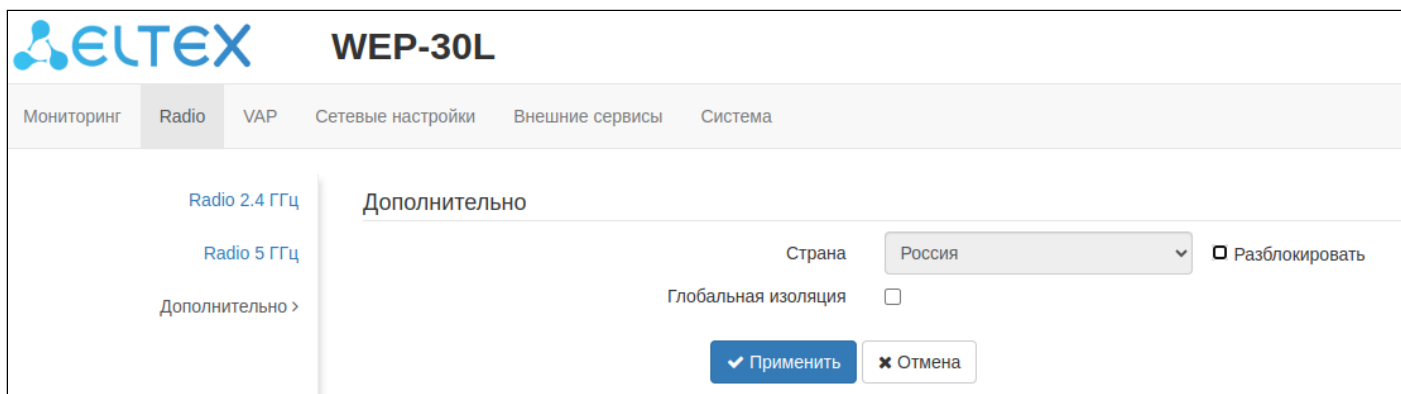 ELTEX WEP-30L
Мониторинг Radio VAP Сетевые настройки Внешние сервисы Система
Radio 2.4 ГГц
Дополнительно
Radio 5 ГГц
Страна Россия Разблокировать
Дополнительно >
Глобальная изоляция
Применить Отмена